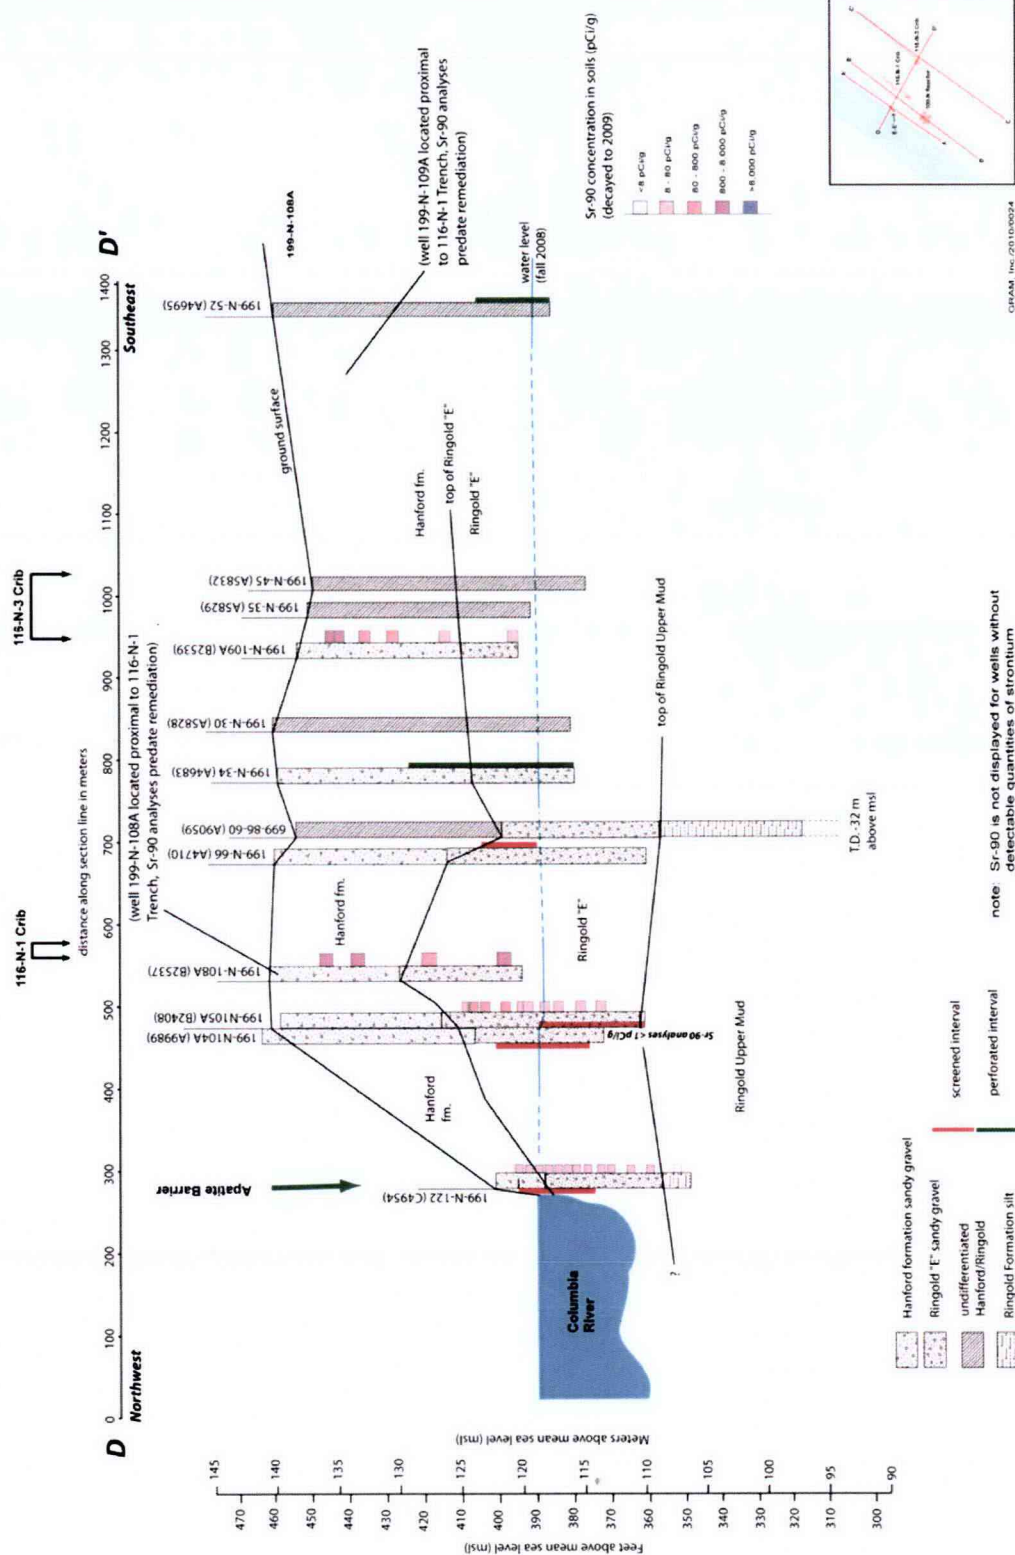 116-N-1 Crib
116-N-3 Crib
distance along section line in meters
D
D'
Northwest
Southeast
0
100
200
300
400
500
600
700
800
900
1000
1100
1200
1300
1400
Apatite Barrier
(well 199-N-108A located proximal to 116-N-1
Trench, Sr-90 analyses predate remediation)
199-N-122 (C4954)
199-N104A (A9989)
199-N105A (B2408)
199-N-108A (B2537)
199-N-66 (A4710)
699-86-60 (A9059)
199-N-34 (A4683)
199-N-30 (A5828)
199-N-109A (B2539)
199-N-35 (A5829)
199-N-45 (A5832)
199-N-52 (A4695)
ground surface
199-N-108A
(well 199-N-109A located proximal
to 116-N-1 Trench, Sr-90 analyses
predate remediation)
Hanford
fm.
Hanford fm.
Hanford fm.
top of Ringold "E"
Ringold "E"
Ringold "E"
water level
(fall 2008)
Columbia
River
Sr-90 analyses < 1 pCi/g
top of Ringold Upper Mud
Ringold Upper Mud
?
T.D.-32 m
above msl
Feet above mean sea level (msl)
470
460
450
440
430
420
410
400
390
380
370
360
350
340
330
320
310
300
Meters above mean sea level (msl)
145
140
135
130
125
120
115
110
105
100
95
90
Sr-90 concentration in soils (pCi/g)
(decayed to 2009)
<8 pCi/g
8 - 80 pCi/g
80 - 800 pCi/g
800 - 8,000 pCi/g
>8,000 pCi/g
Hanford formation sandy gravel
Ringold "E" sandy gravel
undifferentiated
Hanford/Ringold
Ringold Formation silt
screened interval
perforated interval
note: Sr-90 is not displayed for wells without
detectable quantities of strontium
GRAM, Inc./2010/0024